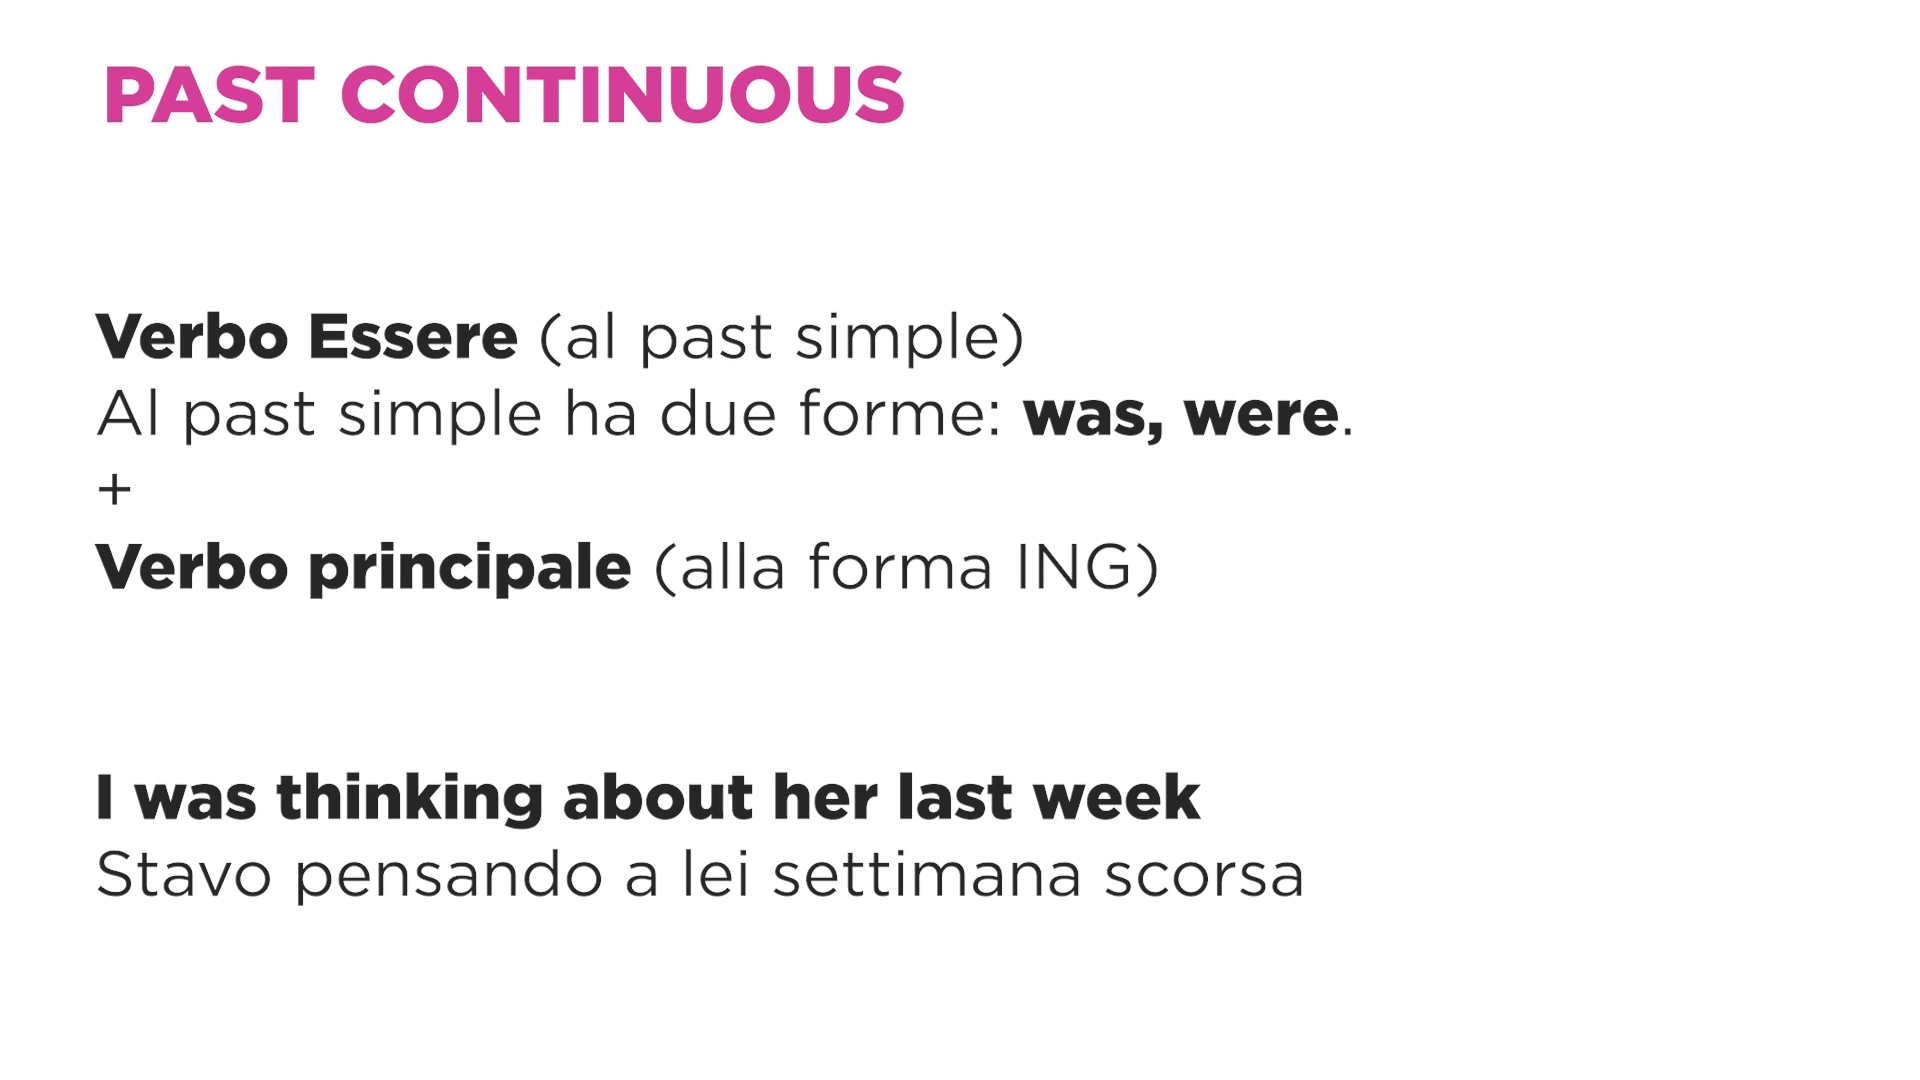 PAST CONTINUOUS
Verbo Essere (al past simple)
Al past simple ha due forme: was, were.
+
Verbo principale (alla forma ING)
I was thinking about her last week
Stavo pensando a lei settimana scorsa